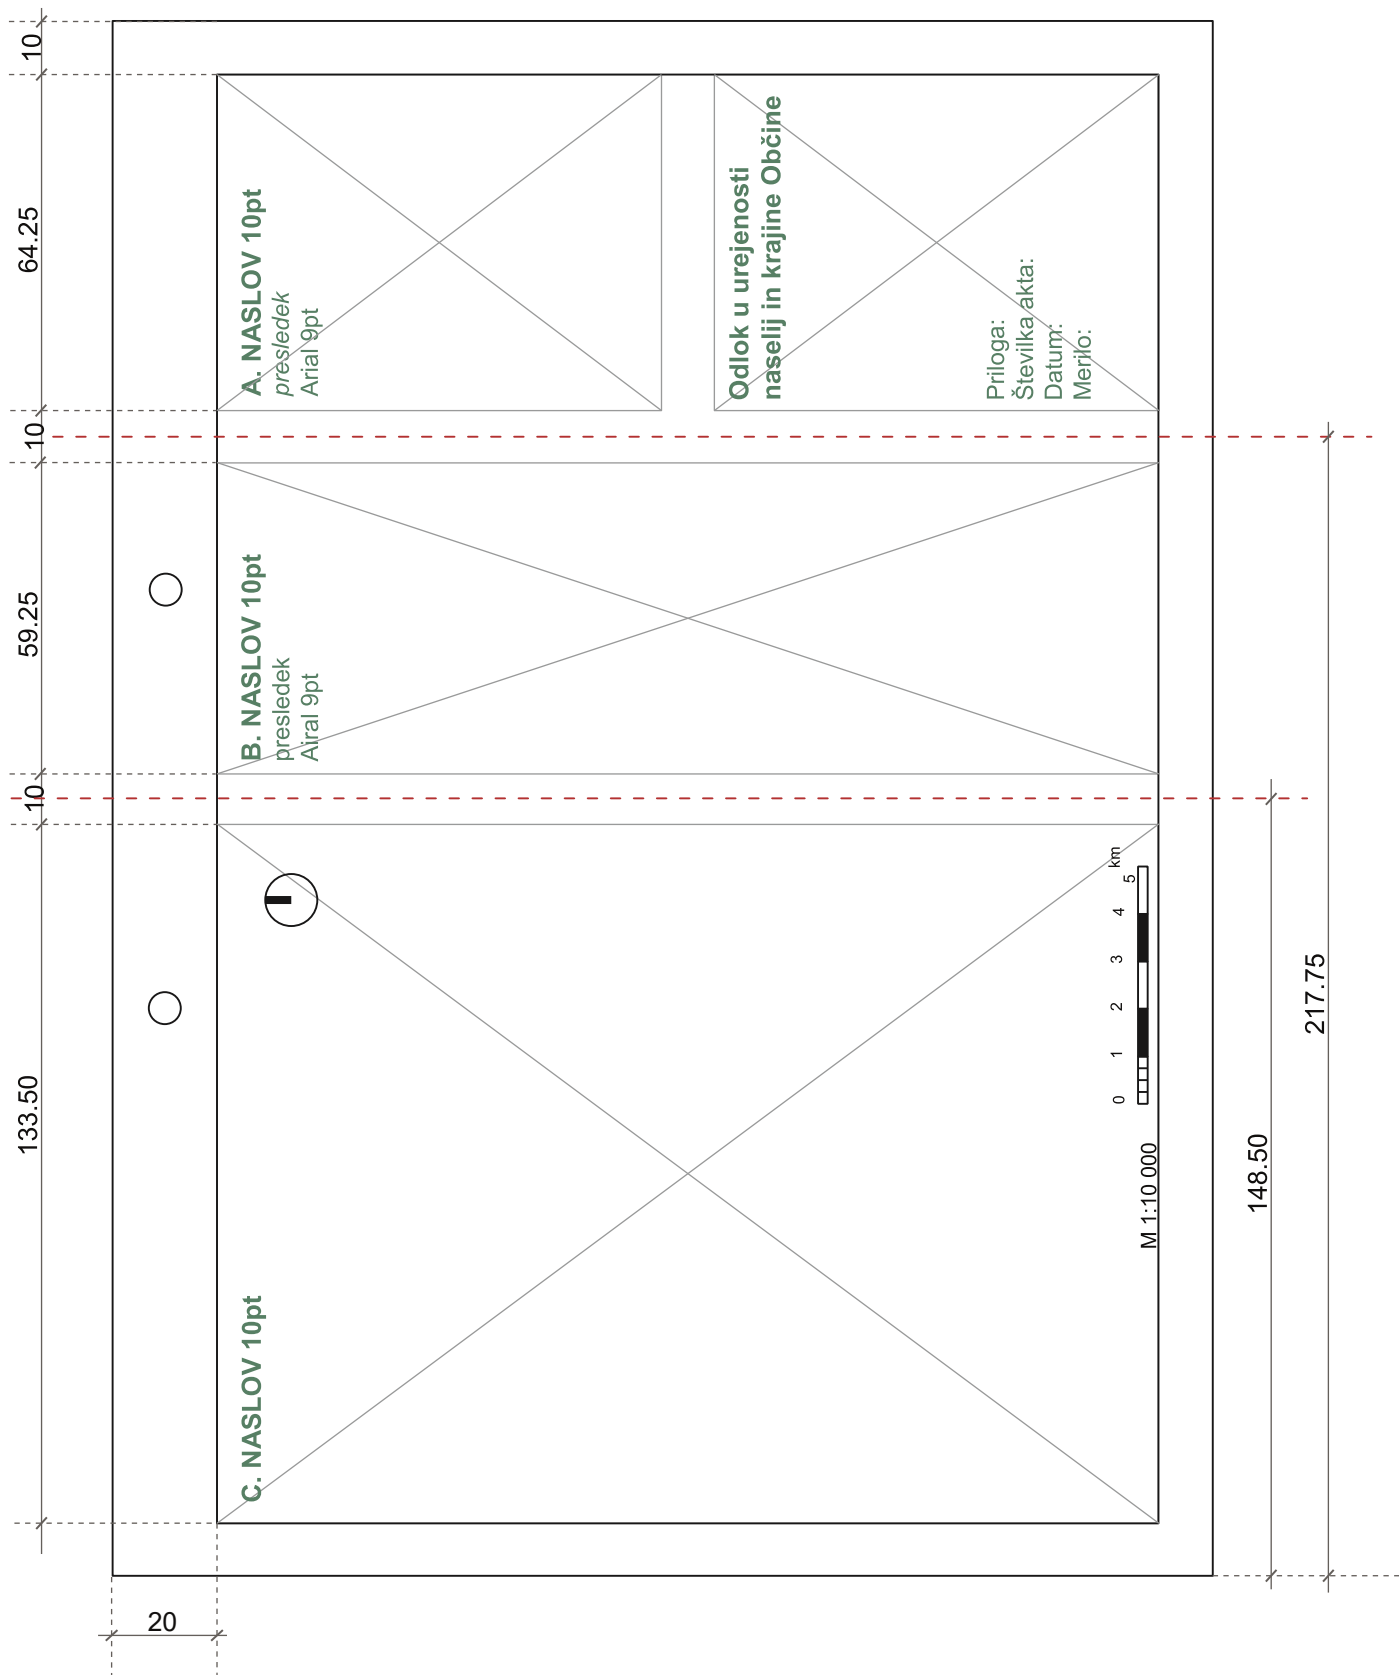 10
64.25
10
59.25
10
133.50
20
148.50
217.75
A. NASLOV 10pt
presledek
Arial 9pt
Odlok u urejenosti
naselij in krajine Občine
Priloga:
Številka akta:
Datum:
Merilo:
B. NASLOV 10pt
presledek
Airal 9pt
C. NASLOV 10pt
M 1:10 000
0 1 2 3 4 5 km